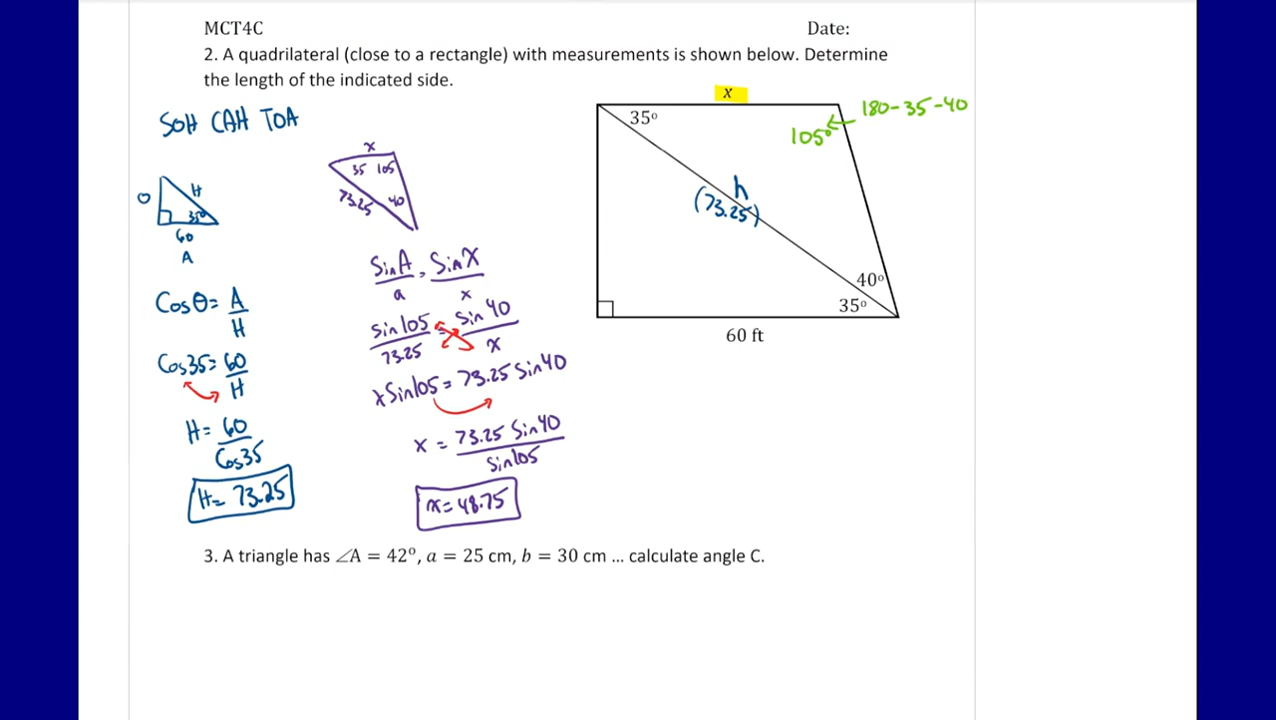 MCT4C Date:
2. A quadrilateral (close to a rectangle) with measurements is shown below. Determine
the length of the indicated side.
SOH CAH TOA
O H
35°
60
A
Cosθ = A/H
Cos35 = 60/H
H = 60/Cos35
H = 73.25
x
35 105
73.25 40
SinA/a , SinX/x
sin105/73.25 = sin40/x
xSin105 = 73.25 Sin40
x = 73.25 Sin40/Sin105
x = 48.75
x
35° 105° 180-35-40
h
(73.25)
40°
35°
60 ft
3. A triangle has ∠A = 42°, a = 25 cm, b = 30 cm ... calculate angle C.